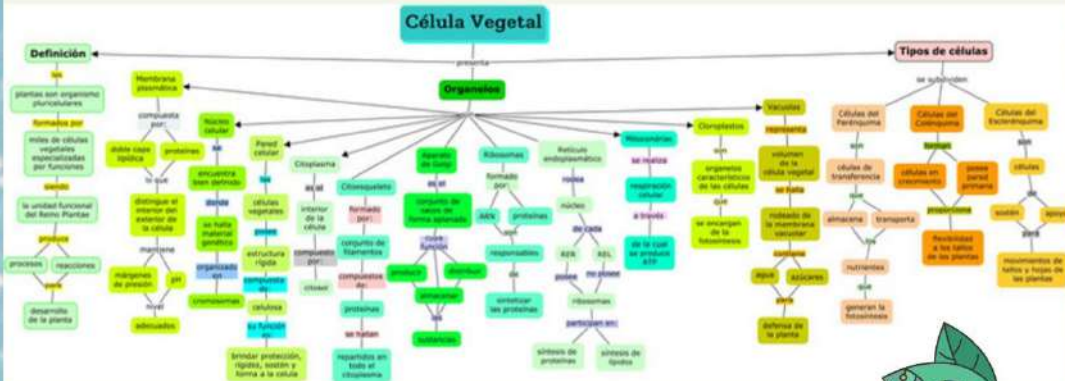 Célula Vegetal
presenta
Definición
las
plantas son organismo
pluricelulares
formados por
miles de células
vegetales
especializadas
por funciones
siendo
la unidad funcional
del Reino Plantae
produce
procesos
reacciones
para
desarrollo
de la planta
Organelos
Membrana
plasmática
compuesta
por:
doble capa
lipídica
proteínas
lo que
distingue el
interior del
exterior de
la célula
mantiene
márgenes
de presión
pH
nivel
adecuados
Núcleo
celular
se
encuentra
bien definido
donde
se halla
material
genético
organizado
en
cromosomas
Pared
celular
las
células
vegetales
posee
estructura
rígida
compuesta
de:
celulosa
su función
es:
brindar protección,
rigidez, sostén y
forma a la célula
Citoplasma
es el
interior
de la
célula
compuesto
por:
citosol
Citoesqueleto
formado
por:
conjunto de
filamentos
compuestos
de:
proteínas
se hallan
repartidos en
todo el
citoplasma
Aparato
de Golgi
es el
conjunto
de sacos de
forma apilonado
cuya
función
producir
distribuir
almacenar
las
sustancias
Ribosomas
formado
por:
ARN
proteínas
son
responsables
de
sintetizar
las proteínas
Retículo
endoplasmático
rodea
núcleo
de cada
RER
REL
posee
no posee
ribosomas
participan en:
síntesis de
proteínas
síntesis de
lípidos
Mitocondrias
se realiza
respiración
celular
a través
de la cual
se produce
ATP
Cloroplastos
son
organelos
característicos
de las células
que
se encargan
de la
fotosíntesis
Vacuolas
representa
volumen
de la
célula vegetal
se halla
rodeado de
la membrana
vacuolar
contiene
agua
azúcares
para
defensa de
la planta
Tipos de células
se subdividen
Células del
Parénquima
son
células de
transferencia
que
almacena
transporta
los
nutrientes
que
generan la
fotosíntesis
Células del
Colénquima
forman
células en
crecimiento
posee
pared
primaria
proporciona
flexibilidad
a los tallos
de las plantas
Células del
Esclerénquima
son
células
de
sostén
apoyo
para
movimientos de
tallos y hojas de
las plantas